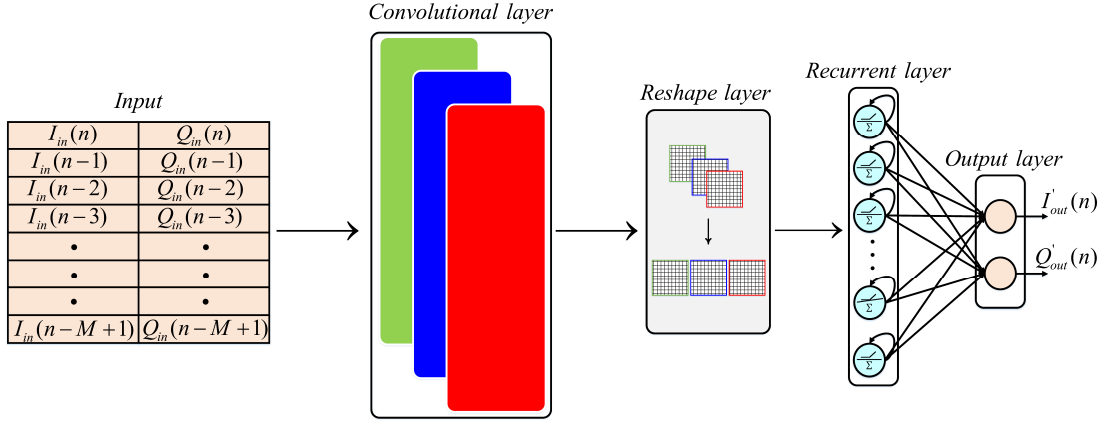 Convolutional layer
Recurrent layer
Reshape layer
Input
Output layer
I_in(n) Q_in(n)
I_in(n−1) Q_in(n−1)
I_in(n−2) Q_in(n−2)
I_in(n−3) Q_in(n−3)
I_in(n−M+1) Q_in(n−M+1)
Σ
Σ
Σ
Σ
Σ
I'_out(n)
Q'_out(n)